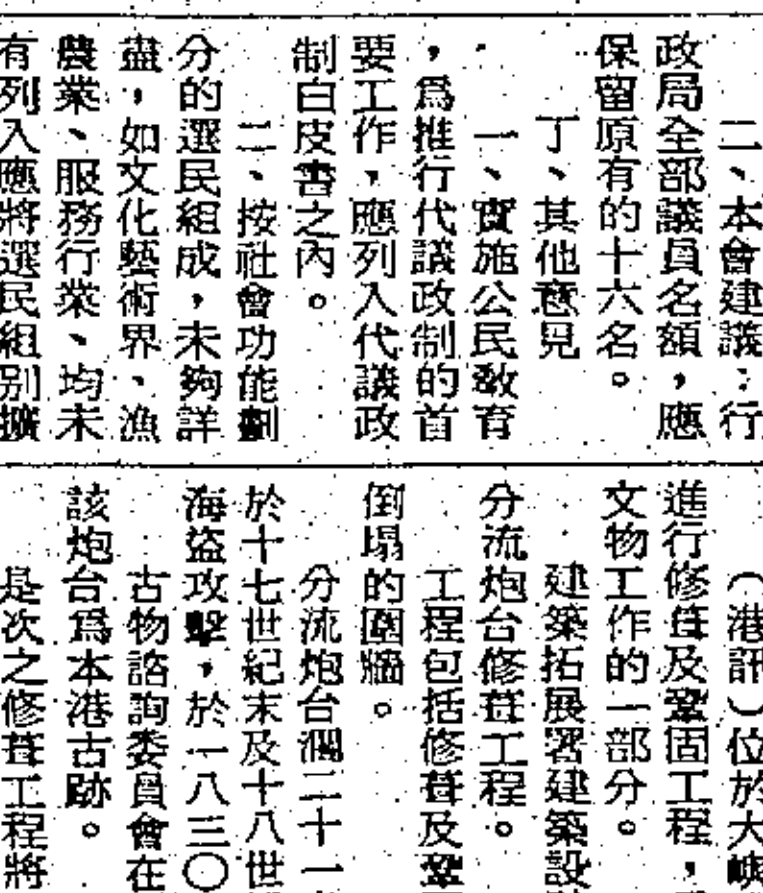 二、本會建議：行
政局全部議員名額，應
保留原有的十六名。
丁、其他意見
一、實施公民教育
，爲推行代議政制的首
要工作，應列入代議政
制白皮書之內。
二、按社會功能劃
分的選民組成，未夠詳
盡，如文化藝術界、漁
農業、服務行業、均未
有列入應將選民組別擴
（港訊）位於大嶼
進行修葺及鞏固工程，
文物工作的一部分。
建築拓展署建築設
分流炮台修葺工程。
工程包括修葺及鞏
倒塌的圍牆。
分流炮台濶二十一
於十七世紀末及十八世
海盜攻擊，於一八三〇
古物諮詢委員會在
該炮台爲本港古跡。
是次之修葺工程將